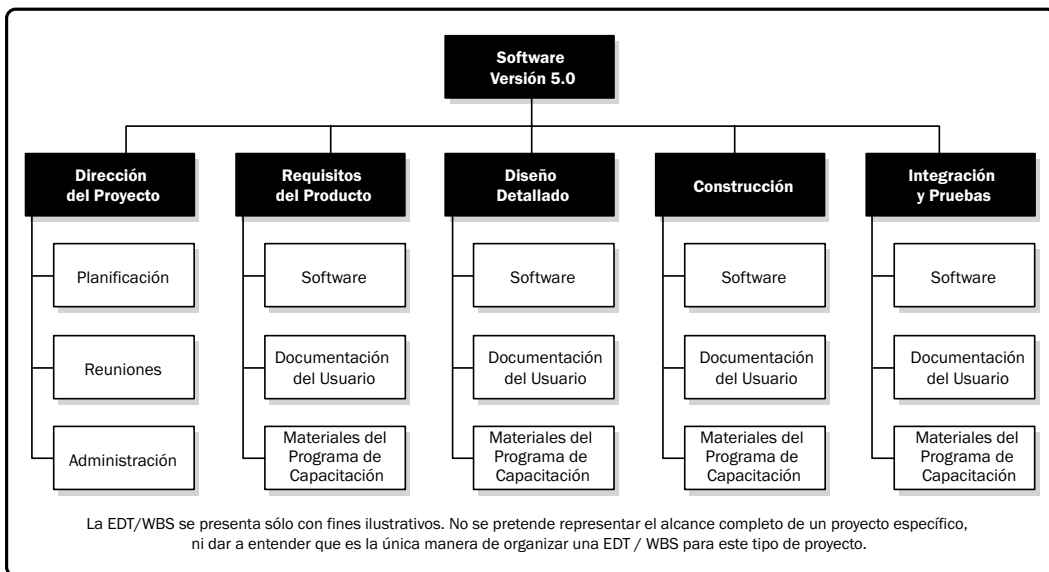 Software
Versión 5.0
Dirección
del Proyecto
Requisitos
del Producto
Diseño
Detallado
Construcción
Integración
y Pruebas
Planificación
Software
Software
Software
Software
Reuniones
Documentación
del Usuario
Documentación
del Usuario
Documentación
del Usuario
Documentación
del Usuario
Administración
Materiales del
Programa de
Capacitación
Materiales del
Programa de
Capacitación
Materiales del
Programa de
Capacitación
Materiales del
Programa de
Capacitación
La EDT/WBS se presenta sólo con fines ilustrativos. No se pretende representar el alcance completo de un proyecto específico,
ni dar a entender que es la única manera de organizar una EDT / WBS para este tipo de proyecto.